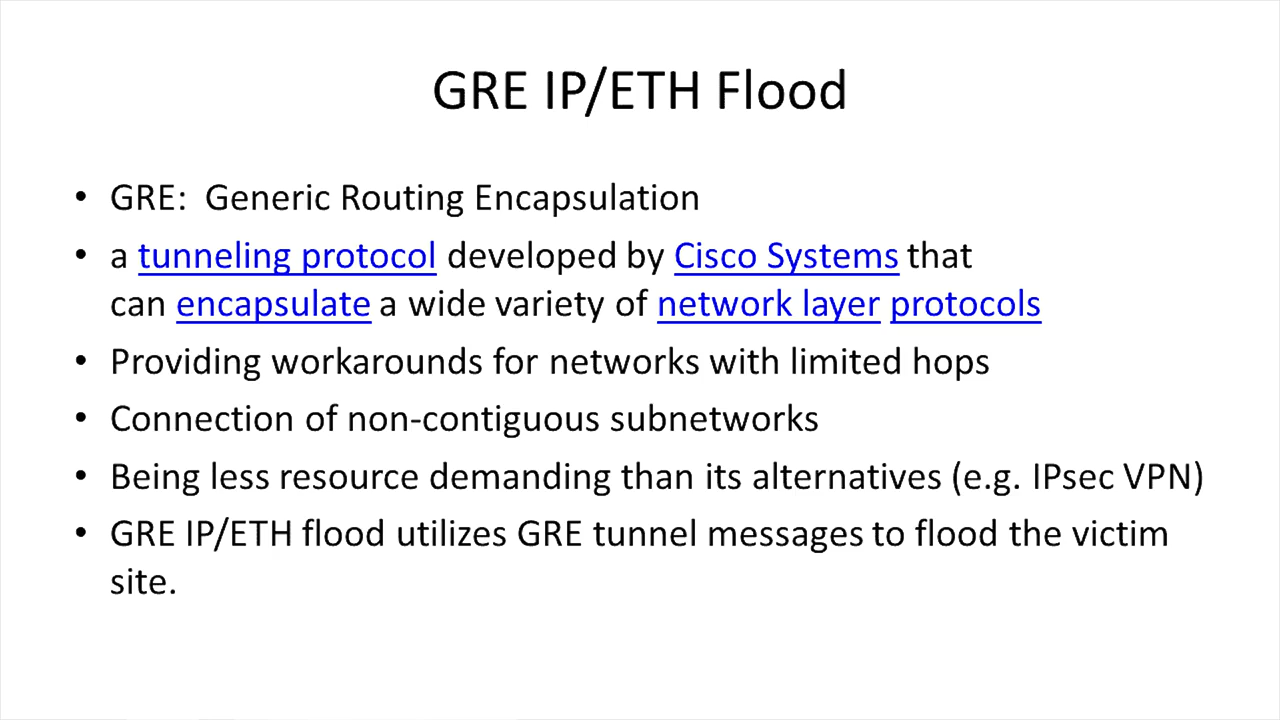 GRE IP/ETH Flood
• GRE:  Generic Routing Encapsulation
• a tunneling protocol developed by Cisco Systems that
can encapsulate a wide variety of network layer protocols
• Providing workarounds for networks with limited hops
• Connection of non-contiguous subnetworks
• Being less resource demanding than its alternatives (e.g. IPsec VPN)
• GRE IP/ETH flood utilizes GRE tunnel messages to flood the victim
site.